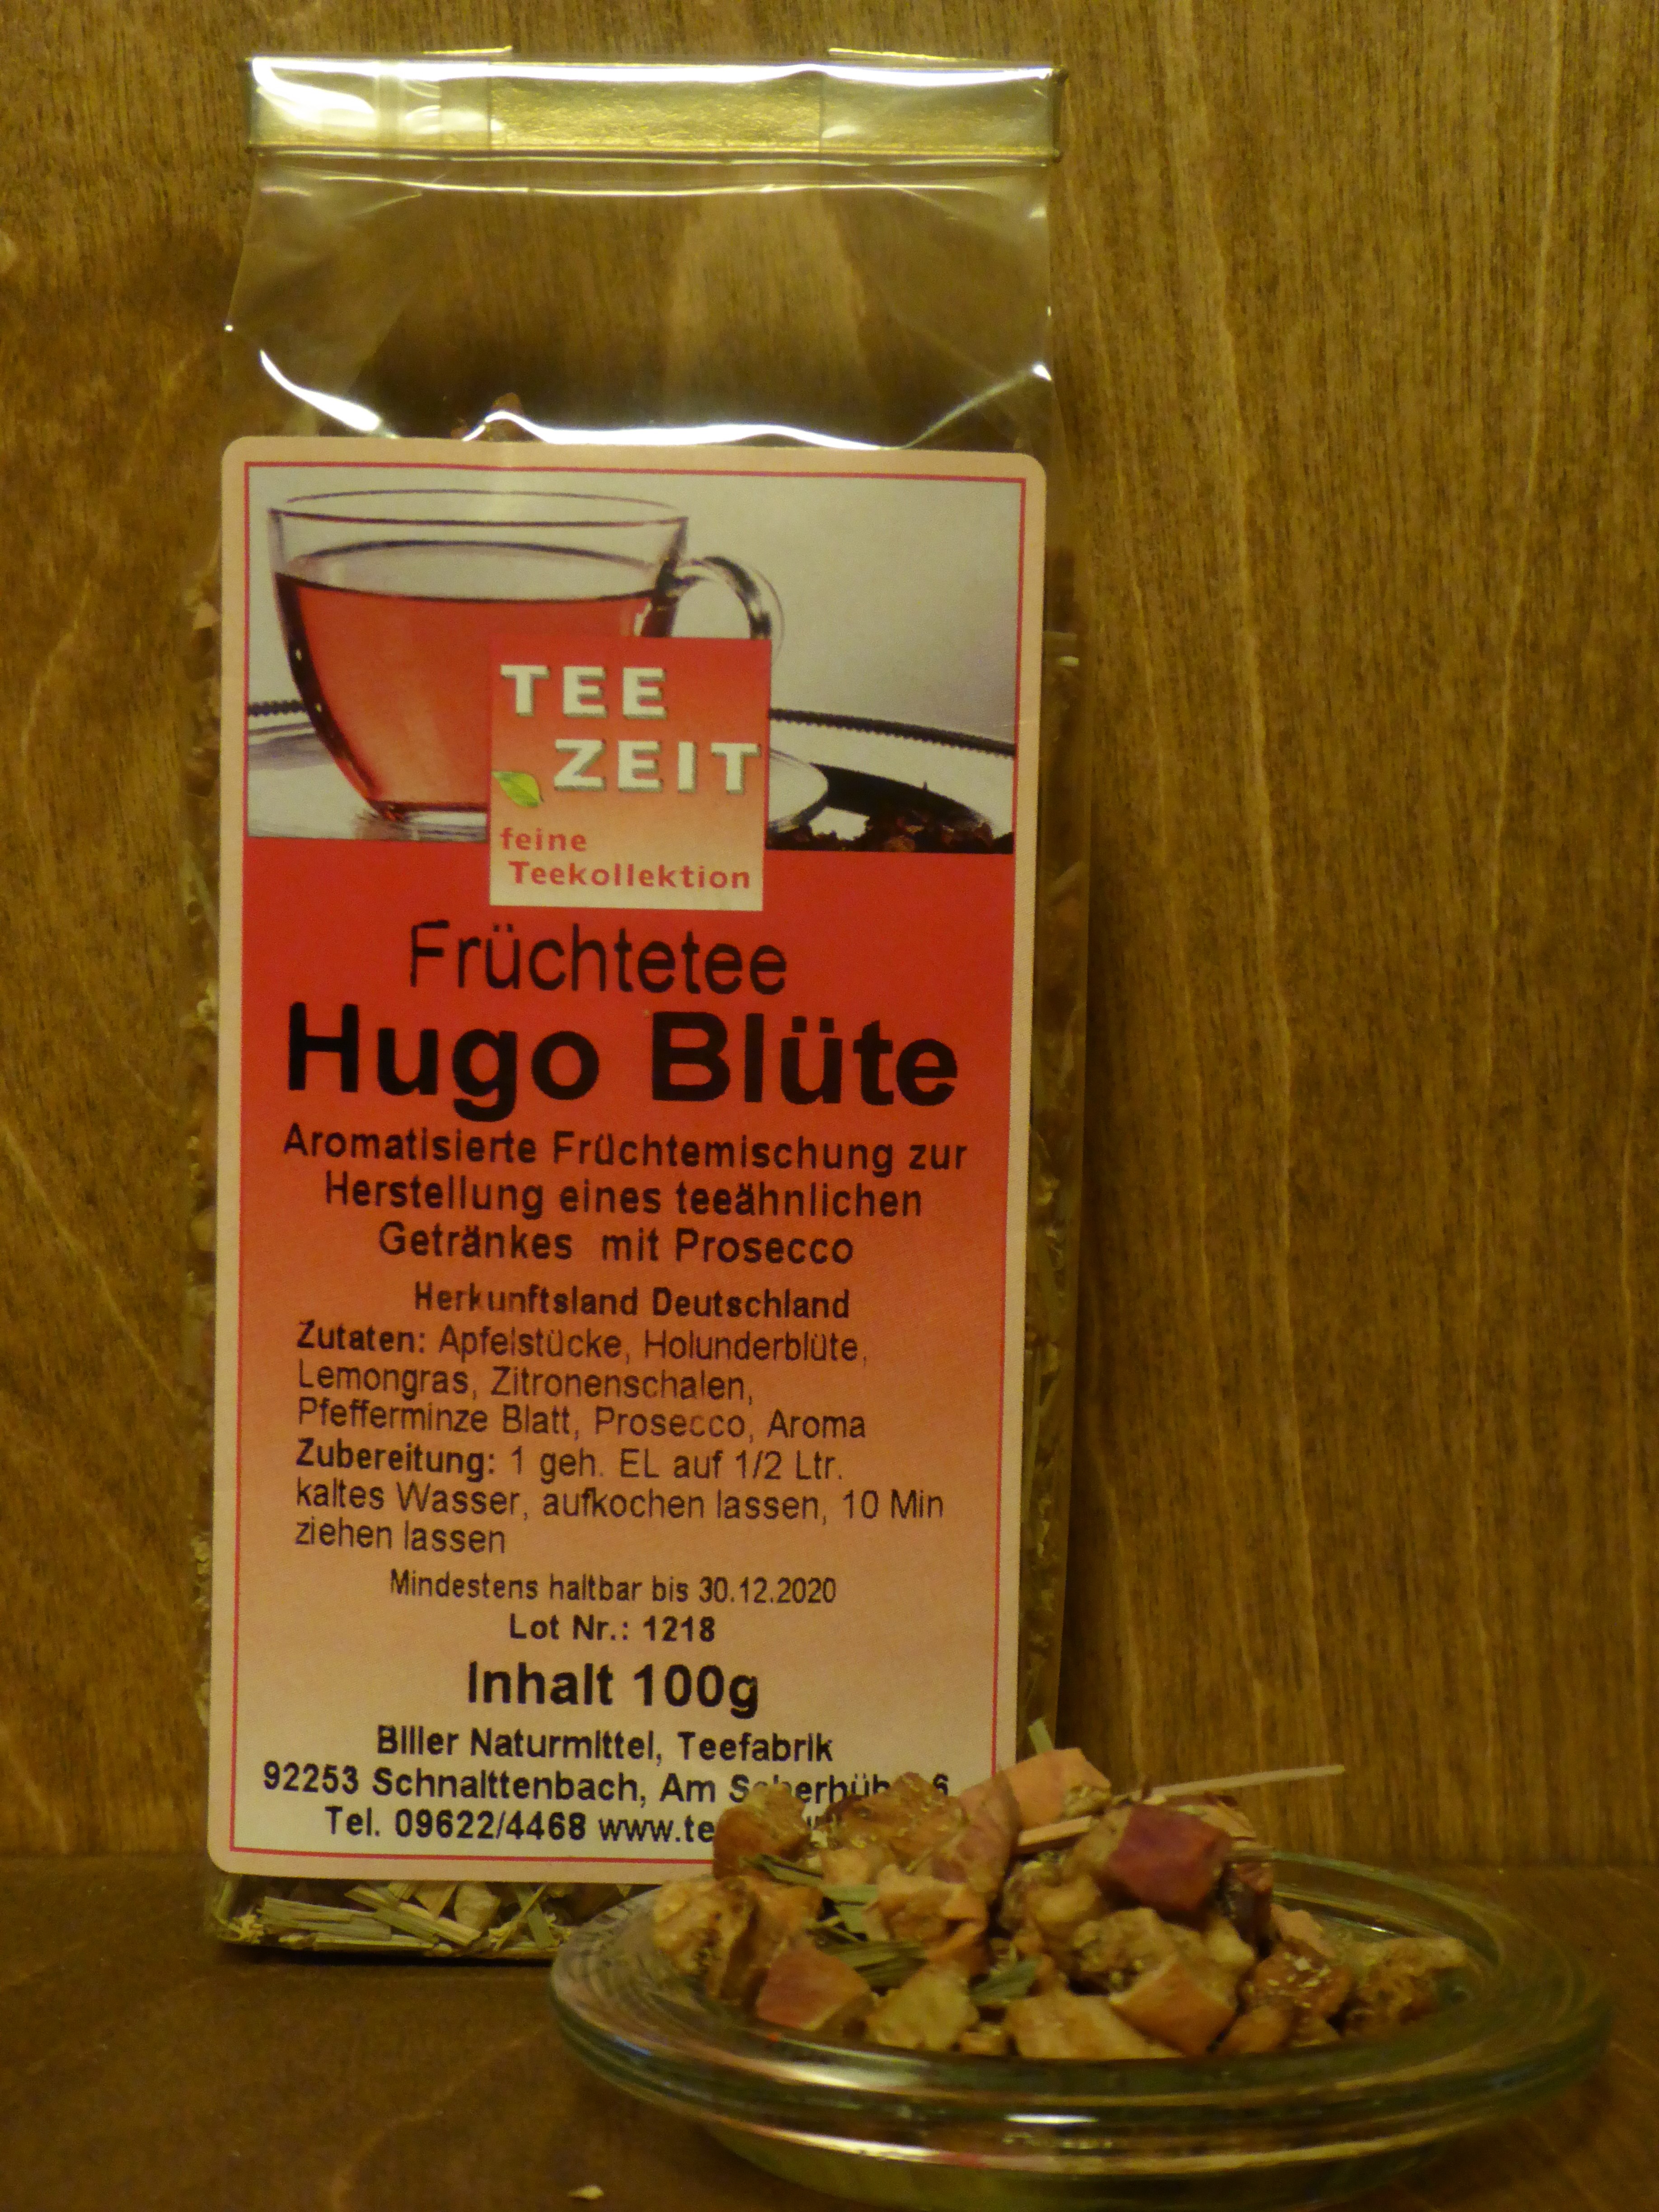 TEE
ZEIT
feine
Teekollektion
Früchtetee
Hugo Blüte
Aromatisierte Früchtemischung zur
Herstellung eines teeähnlichen
Getränkes mit Prosecco
Herkunftsland Deutschland
Zutaten: Apfelstücke, Holunderblüte,
Lemongras, Zitronenschalen,
Pfefferminze Blatt, Prosecco, Aroma
Zubereitung: 1 geh. EL auf 1/2 Ltr.
kaltes Wasser, aufkochen lassen, 10 Min
ziehen lassen
Mindestens haltbar bis 30.12.2020
Lot Nr.: 1218
Inhalt 100g
Biller Naturmittel, Teefabrik
92253 Schnaittenbach, Am 6
Tel. 09622/4468